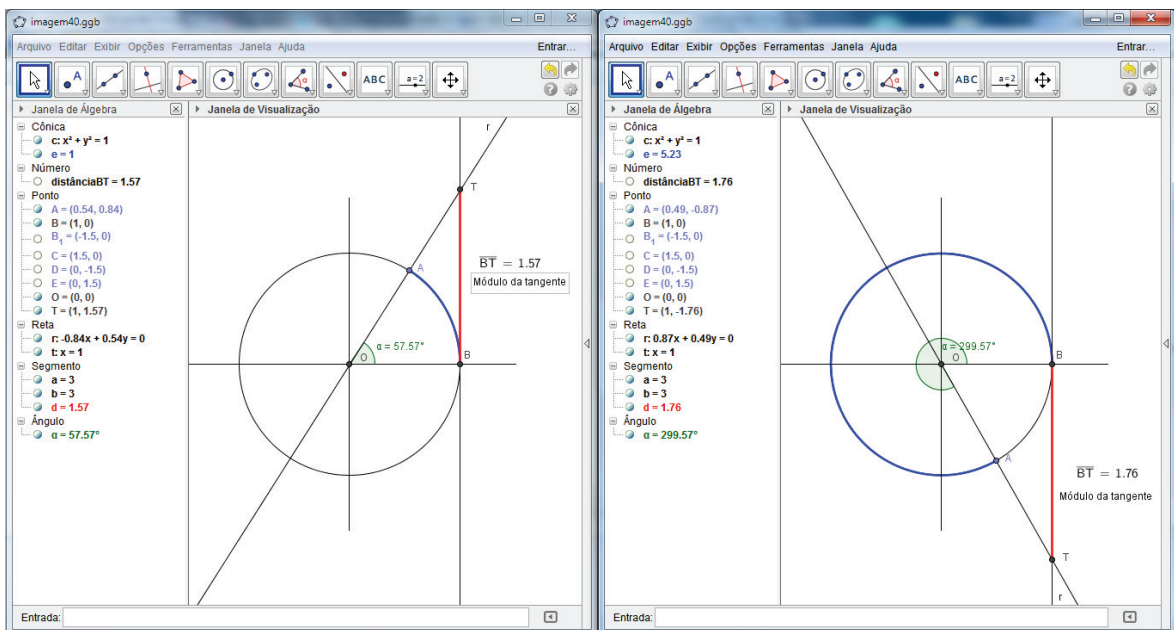 imagem40.ggb
Arquivo Editar Exibir Opções Ferramentas Janela Ajuda
Entrar...
A
α
ABC
a=2
Janela de Álgebra
Janela de Visualização
Cônica
c: x² + y² = 1
e = 1
Número
distânciaBT = 1.57
Ponto
A = (0.54, 0.84)
B = (1, 0)
B₁ = (-1.5, 0)
C = (1.5, 0)
D = (0, -1.5)
E = (0, 1.5)
O = (0, 0)
T = (1, 1.57)
Reta
r: -0.84x + 0.54y = 0
t: x = 1
Segmento
a = 3
b = 3
d = 1.57
Ângulo
α = 57.57°
r
T
A
BT = 1.57
Módulo da tangente
α = 57.57°
O
B
Entrada:
imagem40.ggb
Arquivo Editar Exibir Opções Ferramentas Janela Ajuda
Entrar...
A
α
ABC
a=2
Janela de Álgebra
Janela de Visualização
Cônica
c: x² + y² = 1
e = 5.23
Número
distânciaBT = 1.76
Ponto
A = (0.49, -0.87)
B = (1, 0)
B₁ = (-1.5, 0)
C = (1.5, 0)
D = (0, -1.5)
E = (0, 1.5)
O = (0, 0)
T = (1, -1.76)
Reta
r: 0.87x + 0.49y = 0
t: x = 1
Segmento
a = 3
b = 3
d = 1.76
Ângulo
α = 299.57°
α = 299.57°
O
B
A
BT = 1.76
Módulo da tangente
T
r
Entrada: